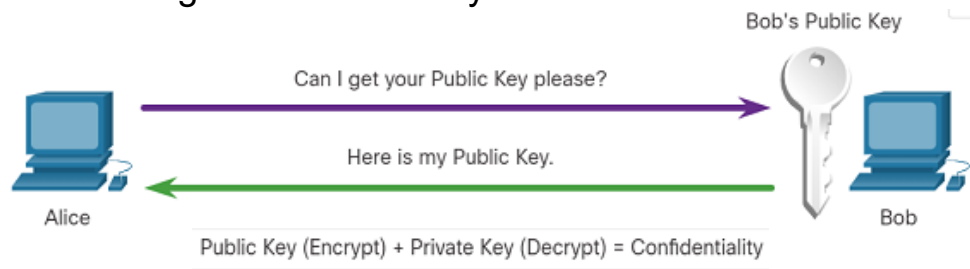 Bob's Public Key
Can I get your Public Key please?
Here is my Public Key.
Alice
Bob
Public Key (Encrypt) + Private Key (Decrypt) = Confidentiality